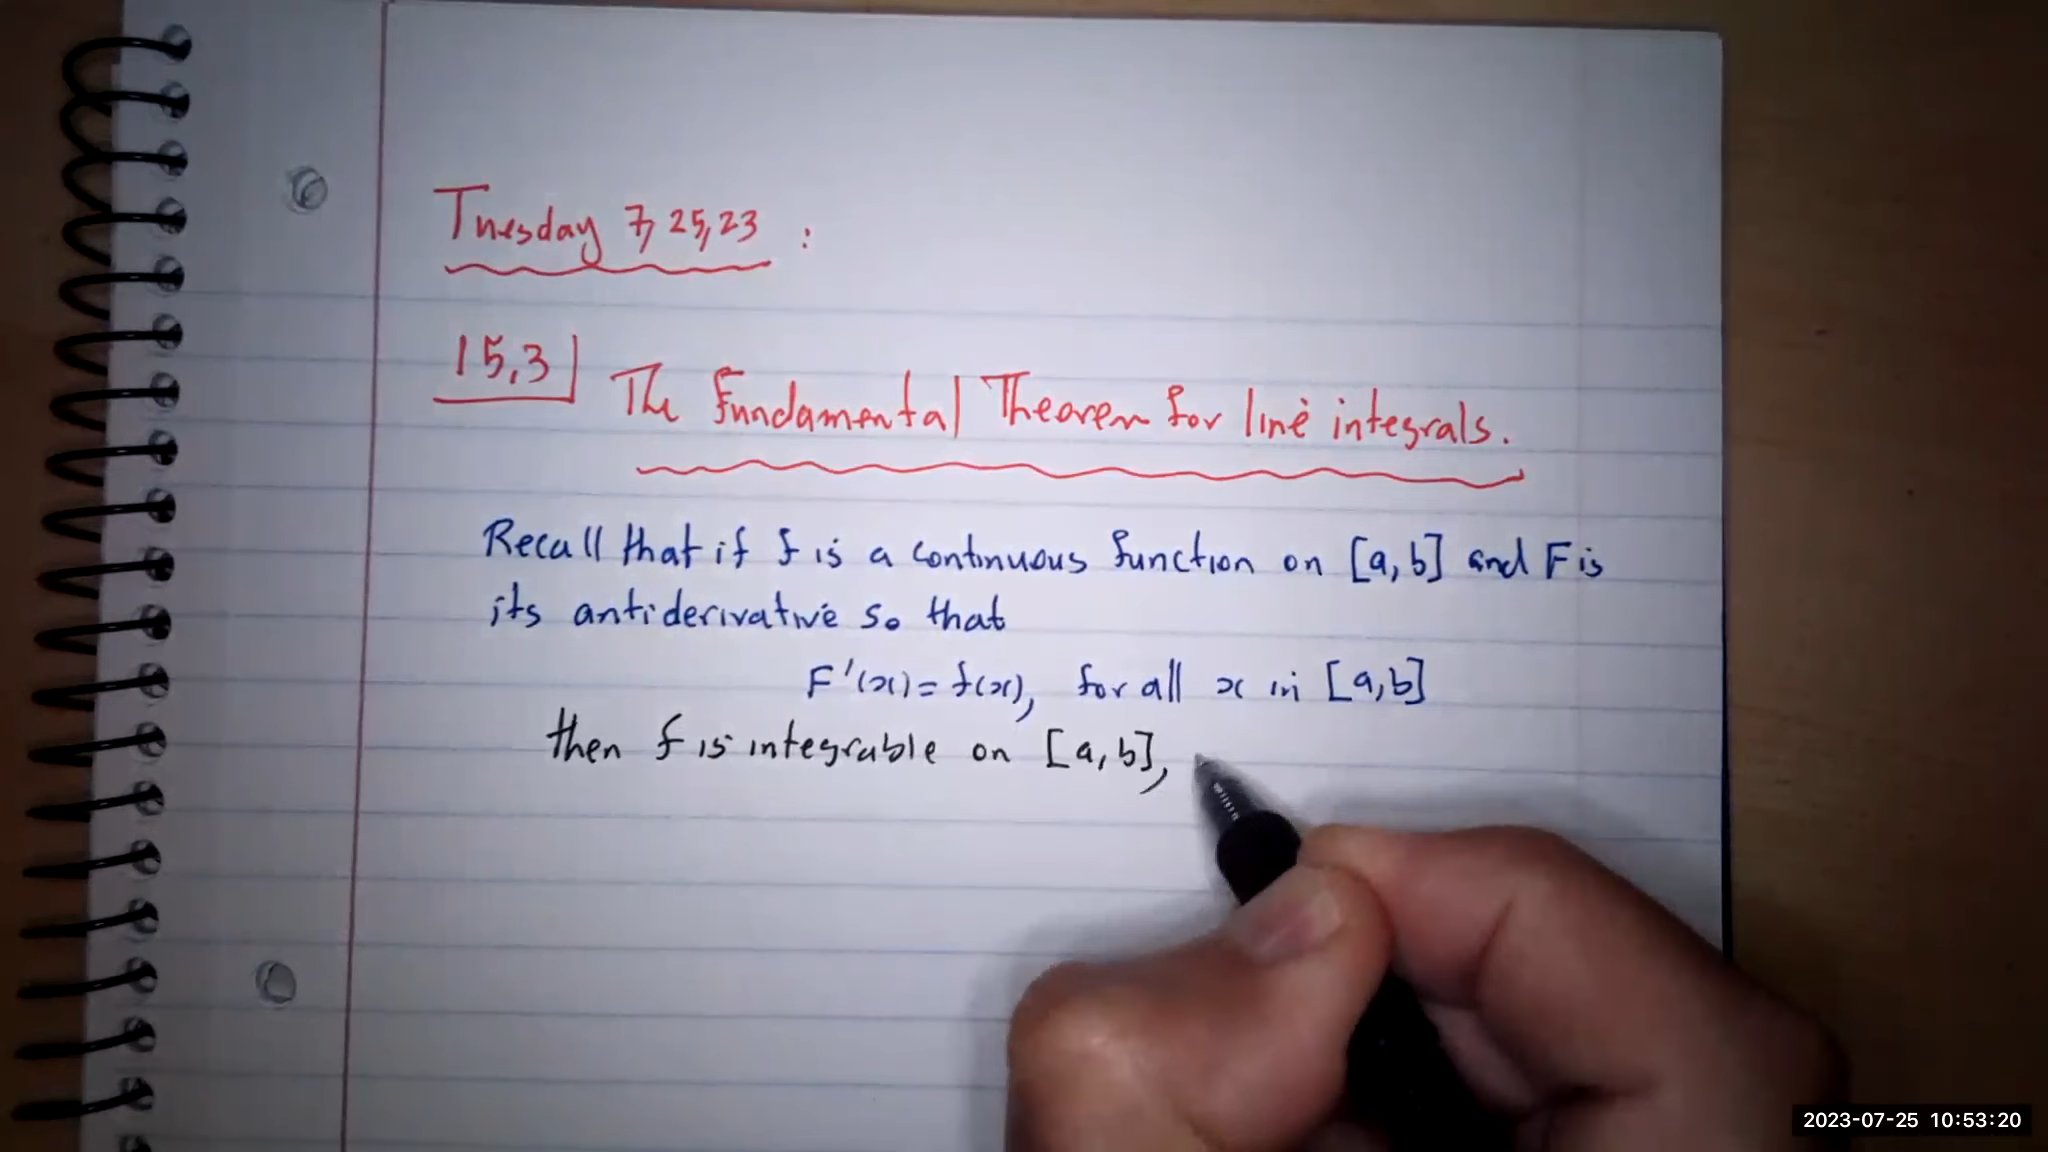 Tuesday 7,25,23 :
15,3 The Fundamental Theorem for line integrals.
Recall that if f is a continuous function on [a,b] and F is
its antiderivative so that
F'(x) = f(x), for all x in [a,b]
then f is integrable on [a,b],
2023-07-25 10:53:20